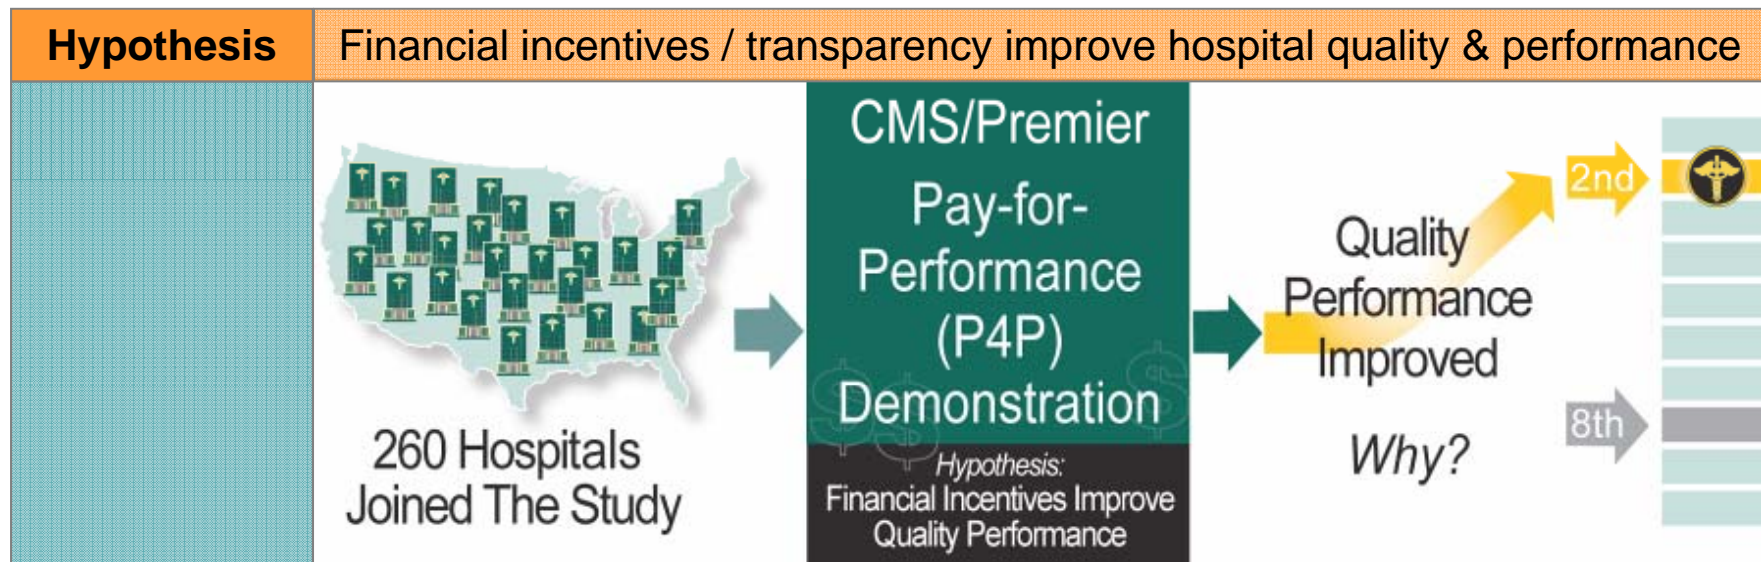 Hypothesis
Financial incentives / transparency improve hospital quality & performance
260 Hospitals
Joined The Study
CMS/Premier
Pay-for-
Performance
(P4P)
Demonstration
Hypothesis:
Financial Incentives Improve
Quality Performance
Quality
Performance
Improved
Why?
2nd
8th